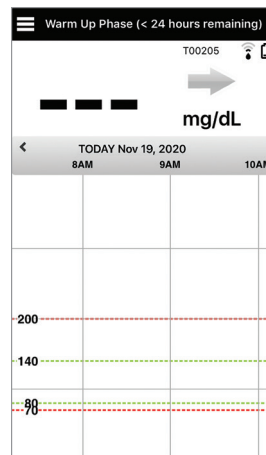 Warm Up Phase (< 24 hours remaining)
T00205
--- mg/dL
TODAY Nov 19, 2020
8AM 9AM 10AM
200
140
80
70